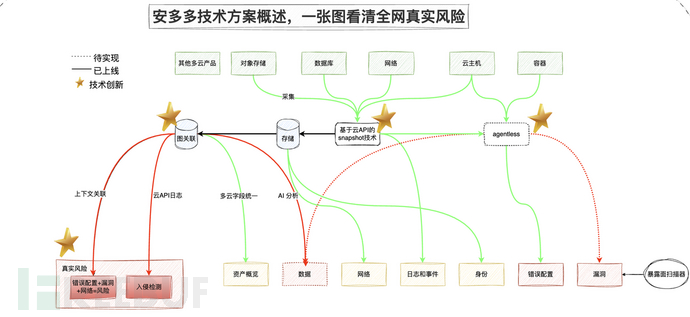 安多多技术方案概述，一张图看清全网真实风险
待实现
已上线
技术创新
其他多云产品
对象存储
数据库
网络
云主机
容器
采集
图关联
存储
基于云API的
snapshot技术
agentless
上下文关联
云API日志
多云字段统一
AI 分析
真实风险
错误配置+漏洞
+网络=风险
入侵检测
资产概览
数据
网络
日志和事件
身份
错误配置
漏洞
暴露面扫描器
FREEBUF